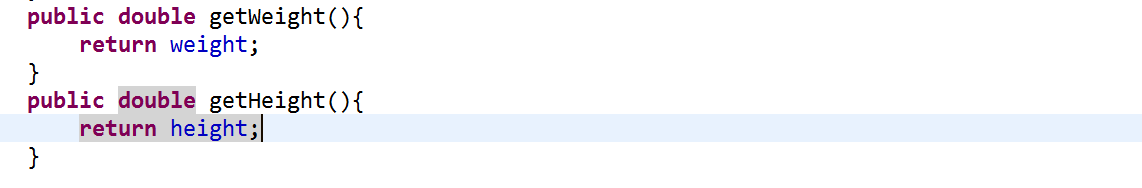 public double getWeight(){
return weight;
}
public double getHeight(){
return height;
}